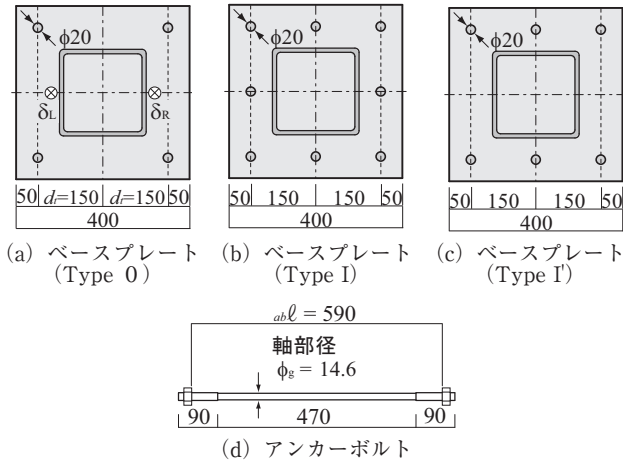 φ20
δL
δR
50 dr=150 dr=150 50
400
(a) ベースプレート
(Type 0)
φ20
50 150 150 50
400
(b) ベースプレート
(Type I)
φ20
50 150 150 50
400
(c) ベースプレート
(Type I')
abℓ = 590
軸部径
φg = 14.6
90 470 90
(d) アンカーボルト